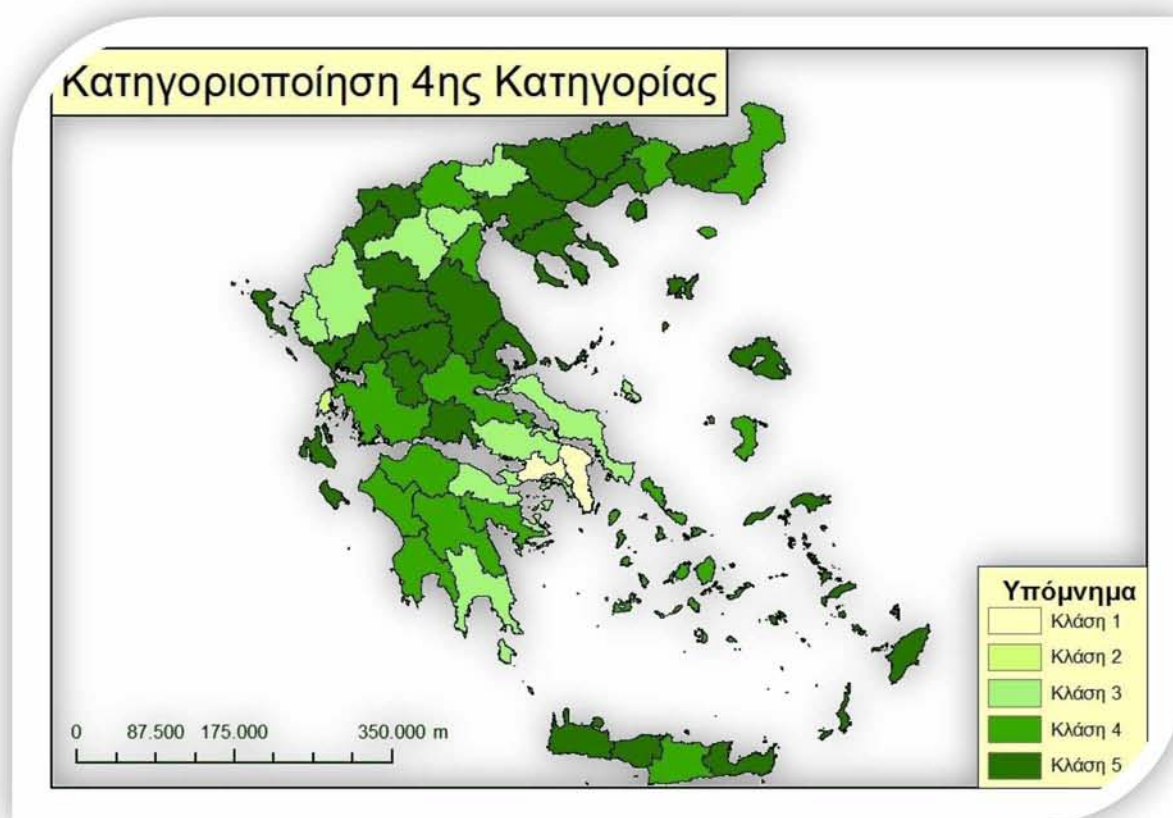 Κατηγοριοποίηση 4ης Κατηγορίας
Υπόμνημα
Κλάση 1
Κλάση 2
Κλάση 3
Κλάση 4
Κλάση 5
0 87.500 175.000 350.000 m